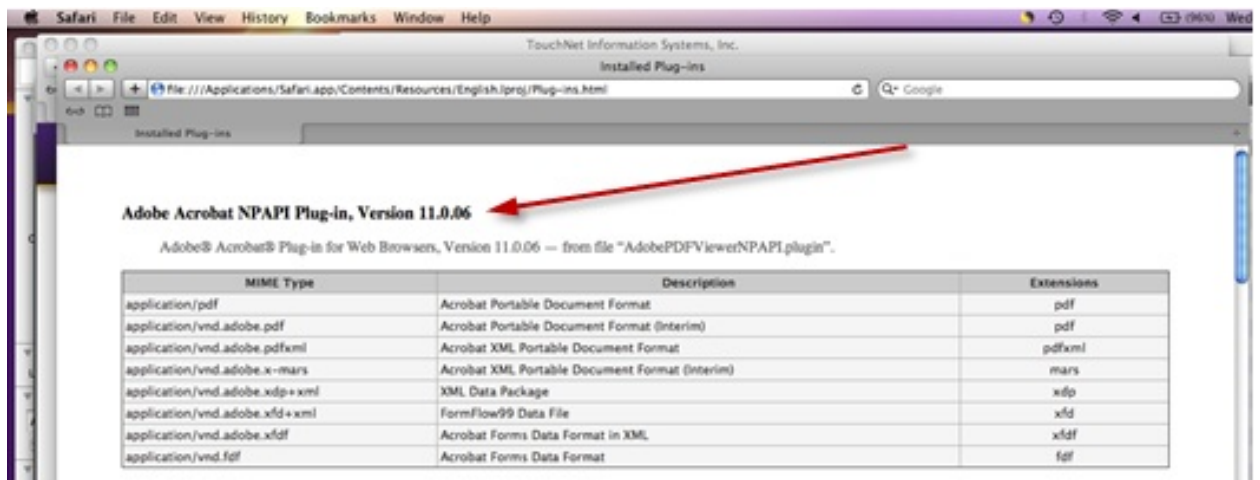 Safari File Edit View History Bookmarks Window Help (96%) Wed
TouchNet Information Systems, Inc.
Installed Plug-ins
file:///Applications/Safari.app/Contents/Resources/English.lproj/Plug-ins.html Google
Installed Plug-ins
Adobe Acrobat NPAPI Plug-in, Version 11.0.06
Adobe® Acrobat® Plug-in for Web Browsers, Version 11.0.06 — from file “AdobePDFViewerNPAPI.plugin”.
MIME Type Description Extensions
application/pdf Acrobat Portable Document Format pdf
application/vnd.adobe.pdf Acrobat Portable Document Format (Interim) pdf
application/vnd.adobe.pdfxml Acrobat XML Portable Document Format pdfxml
application/vnd.adobe.x-mars Acrobat XML Portable Document Format (Interim) mars
application/vnd.adobe.xdp+xml XML Data Package xdp
application/vnd.adobe.xfd+xml FormFlow99 Data File xfd
application/vnd.adobe.xfdf Acrobat Forms Data Format in XML xfdf
application/vnd.fdf Acrobat Forms Data Format fdf